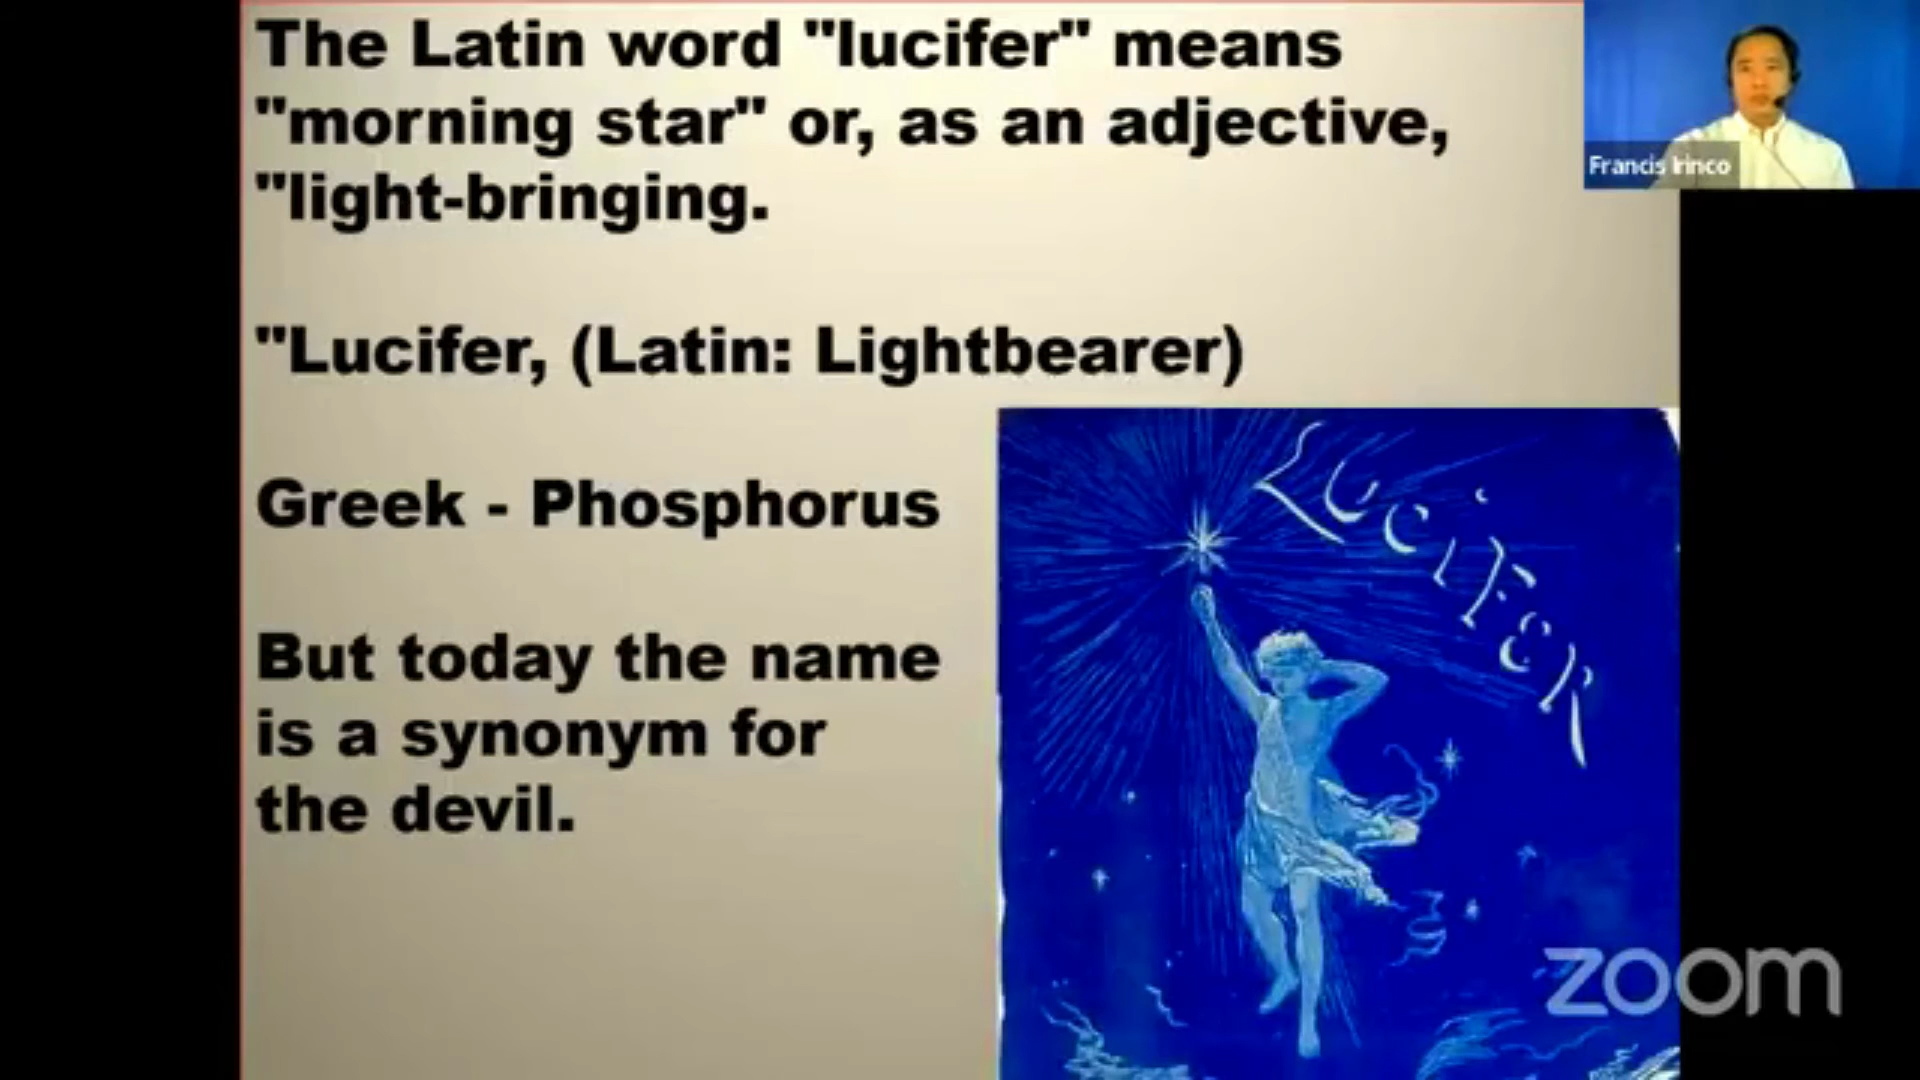 The Latin word "lucifer" means
"morning star" or, as an adjective,
"light-bringing.
"Lucifer, (Latin: Lightbearer)
Greek - Phosphorus
But today the name
is a synonym for
the devil.
LUCIFER
Francis Irinco
zoom